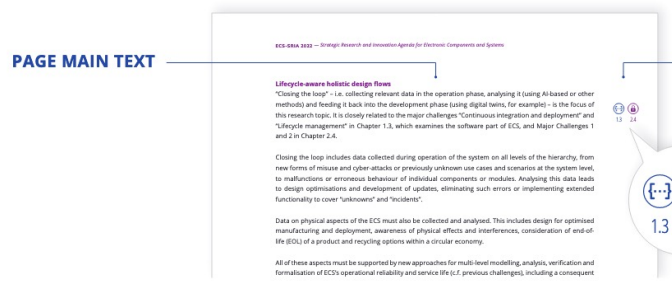 ECS-SRIA 2022 — Strategic Research and Innovation Agenda for Electronic Components and Systems
PAGE MAIN TEXT
Lifecycle-aware holistic design flows
“Closing the loop” – i.e. collecting relevant data in the operation phase, analysing it (using AI-based or other
methods) and feeding it back into the development phase (using digital twins, for example) – is the focus of
this research topic. It is closely related to the major challenges “Continuous integration and deployment” and
“Lifecycle management” in Chapter 1.3, which examines the software part of ECS, and Major Challenges 1
and 2 in Chapter 2.4.
1.3 2.4
Closing the loop includes data collected during operation of the system on all levels of the hierarchy, from
new forms of misuse and cyber-attacks or previously unknown use cases and scenarios at the system level,
to malfunctions or erroneous behaviour of individual components or modules. Analysing this data leads
to design optimisations and development of updates, eliminating such errors or implementing extended
functionality to cover “unknowns” and “incidents”.
{...}
1.3
Data on physical aspects of the ECS must also be collected and analysed. This includes design for optimised
manufacturing and deployment, awareness of physical effects and interferences, consideration of end-of-
life (EOL) of a product and recycling options within a circular economy.
All of these aspects must be supported by new approaches for multi-level modelling, analysis, verification and
formalisation of ECS’s operational reliability and service life (c.f. previous challenges), including a consequent